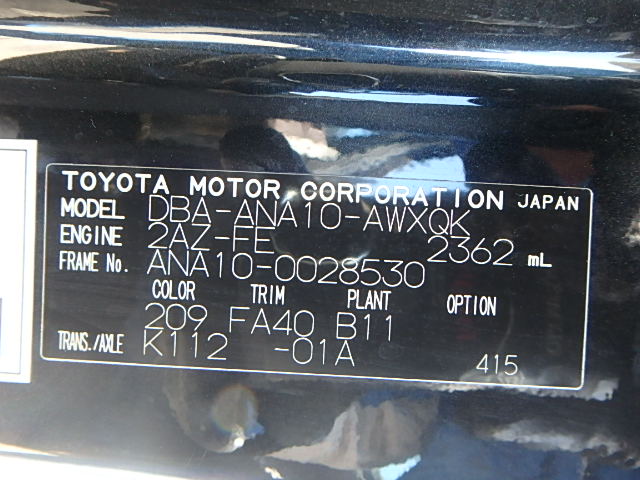 TOYOTA MOTOR CORPORATION JAPAN
MODEL DBA-ANA10-AWXQK
ENGINE 2AZ-FE 2362 mL
FRAME No. ANA10-0028530
COLOR TRIM PLANT OPTION
209 FA40 B11
TRANS./AXLE K112 -01A 415